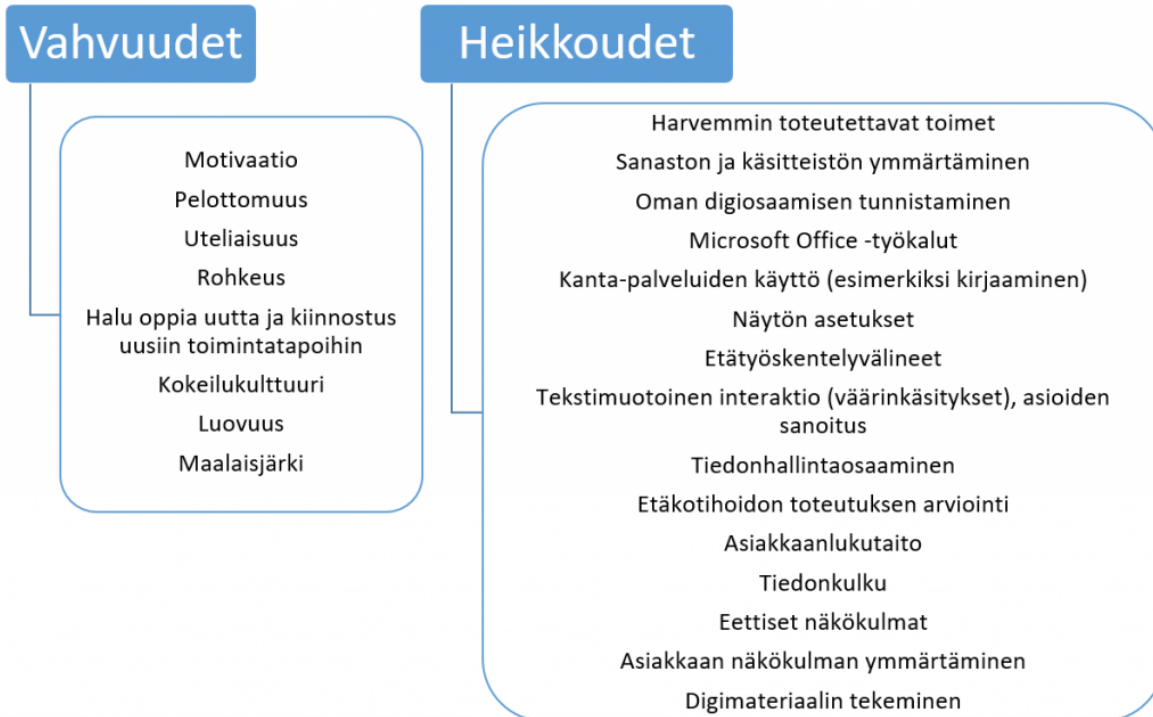 Vahvuudet
Motivaatio
Pelottomuus
Uteliaisuus
Rohkeus
Halu oppia uutta ja kiinnostus
uusiin toimintatapoihin
Kokeilukulttuuri
Luovuus
Maalaisjärki
Heikkoudet
Harvemmin toteutettavat toimet
Sanaston ja käsitteistön ymmärtäminen
Oman digiosaamisen tunnistaminen
Microsoft Office -työkalut
Kanta-palveluiden käyttö (esimerkiksi kirjaaminen)
Näytön asetukset
Etätyöskentelyvälineet
Tekstimuotoinen interaktio (väärinkäsitykset), asioiden
sanoitus
Tiedonhallintaosaaminen
Etäkotihoidon toteutuksen arviointi
Asiakkaanlukutaito
Tiedonkulku
Eettiset näkökulmat
Asiakkaan näkökulman ymmärtäminen
Digimateriaalin tekeminen